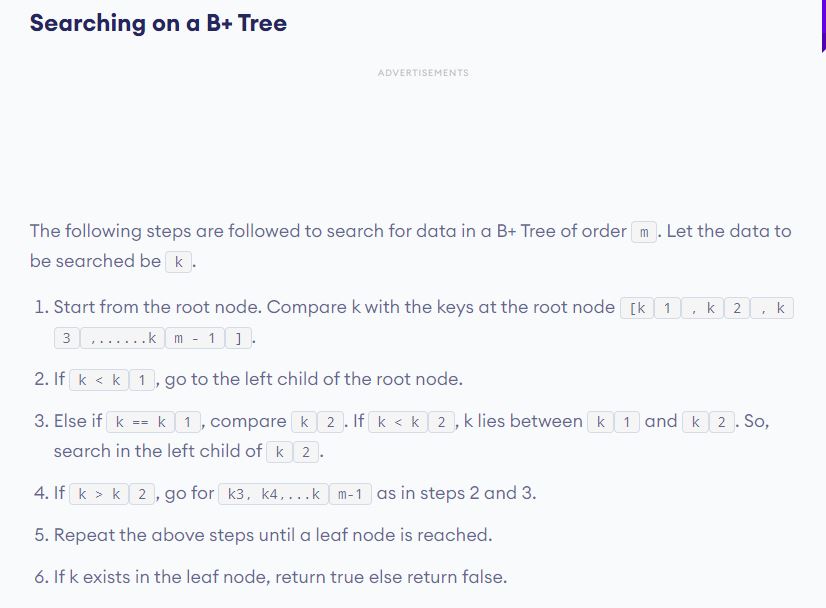 Searching on a B+ Tree
ADVERTISEMENTS
The following steps are followed to search for data in a B+ Tree of order m . Let the data to
be searched be k .
1. Start from the root node. Compare k with the keys at the root node [k 1 , k 2 , k
3 ,......k m - 1 ] .
2. If k < k 1 , go to the left child of the root node.
3. Else if k == k 1 , compare k 2 . If k < k 2 , k lies between k 1 and k 2 . So,
search in the left child of k 2 .
4. If k > k 2 , go for k3, k4,...k m-1 as in steps 2 and 3.
5. Repeat the above steps until a leaf node is reached.
6. If k exists in the leaf node, return true else return false.